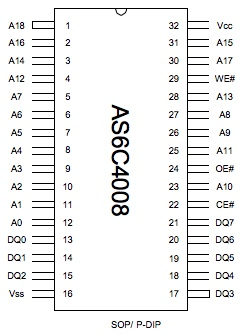 A18 1 32 Vcc
A16 2 31 A15
A14 3 30 A17
A12 4 29 WE#
A7 5 28 A13
A6 6 27 A8
A5 7 26 A9
A4 8 25 A11
A3 9 24 OE#
A2 10 23 A10
A1 11 22 CE#
A0 12 21 DQ7
DQ0 13 20 DQ6
DQ1 14 19 DQ5
DQ2 15 18 DQ4
Vss 16 17 DQ3
AS6C4008
SOP/ P-DIP